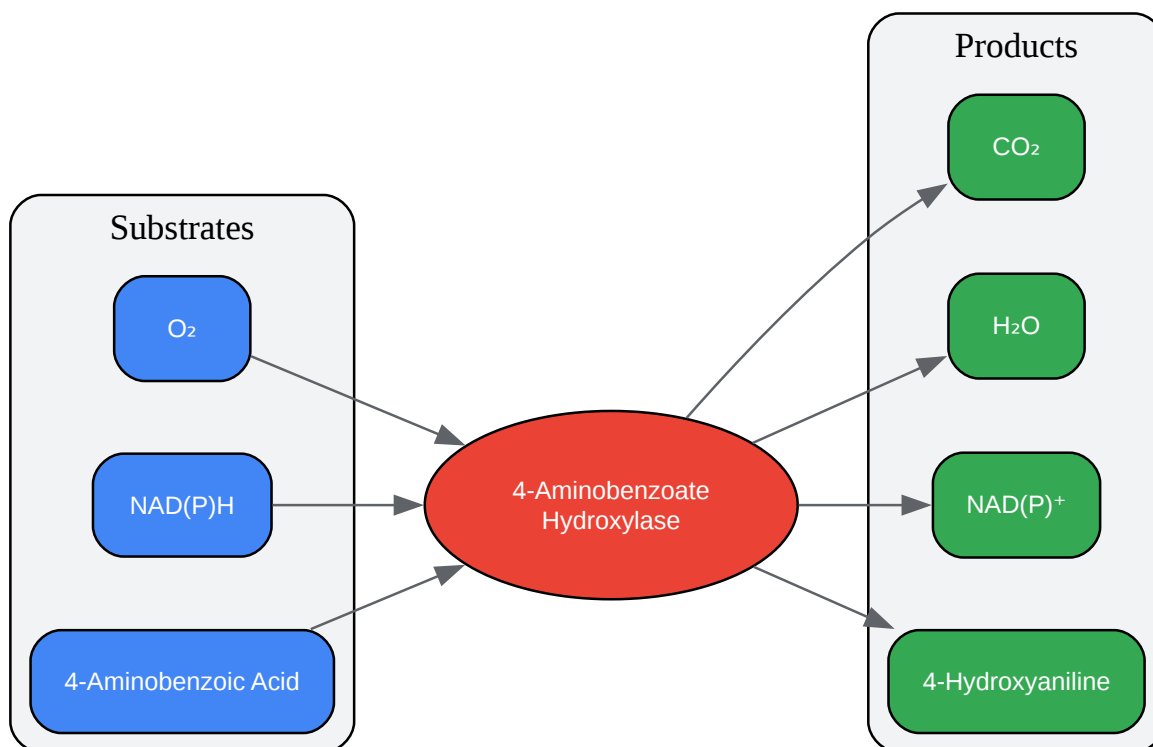 Substrates
O₂
NAD(P)H
4-Aminobenzoic Acid
4-Aminobenzoate
Hydroxylase
Products
CO₂
H₂O
NAD(P)⁺
4-Hydroxyaniline